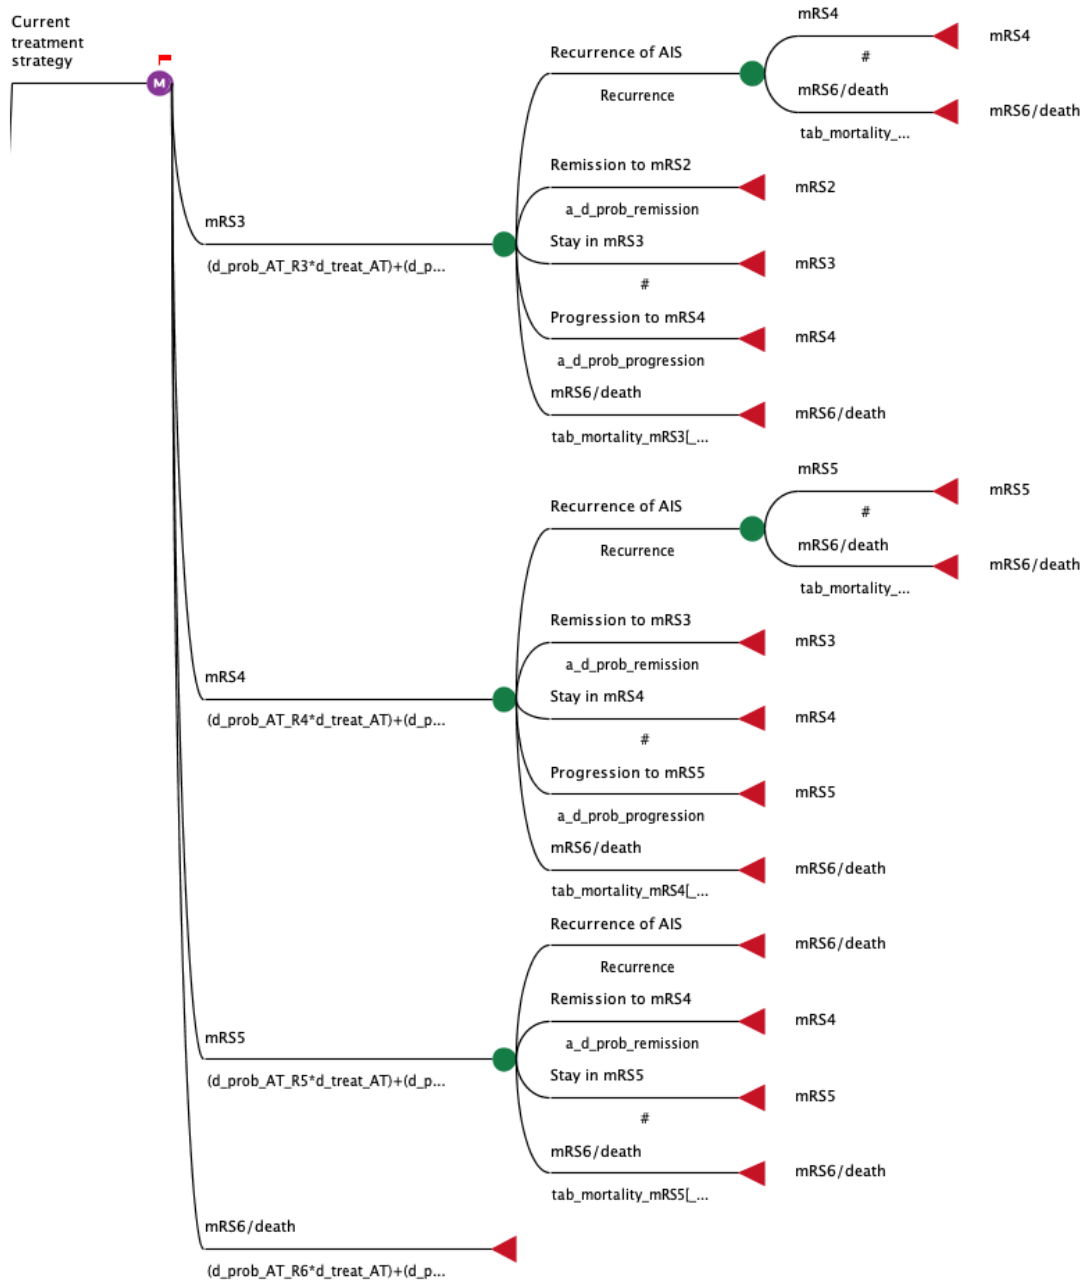 Current
treatment
strategy
M
mRS3
(d_prob_AT_R3*d_treat_AT)+(d_p...
Recurrence of AIS
Recurrence
mRS4
#
mRS4
mRS6/death
tab_mortality_...
mRS6/death
Remission to mRS2
a_d_prob_remission
mRS2
Stay in mRS3
#
mRS3
Progression to mRS4
a_d_prob_progression
mRS4
mRS6/death
tab_mortality_mRS3[_...
mRS6/death
mRS4
(d_prob_AT_R4*d_treat_AT)+(d_p...
Recurrence of AIS
Recurrence
mRS5
#
mRS5
mRS6/death
tab_mortality_...
mRS6/death
Remission to mRS3
a_d_prob_remission
mRS3
Stay in mRS4
#
mRS4
Progression to mRS5
a_d_prob_progression
mRS5
mRS6/death
tab_mortality_mRS4[_...
mRS6/death
mRS5
(d_prob_AT_R5*d_treat_AT)+(d_p...
Recurrence of AIS
Recurrence
mRS6/death
Remission to mRS4
a_d_prob_remission
mRS4
Stay in mRS5
#
mRS5
mRS6/death
tab_mortality_mRS5[_...
mRS6/death
mRS6/death
(d_prob_AT_R6*d_treat_AT)+(d_p...